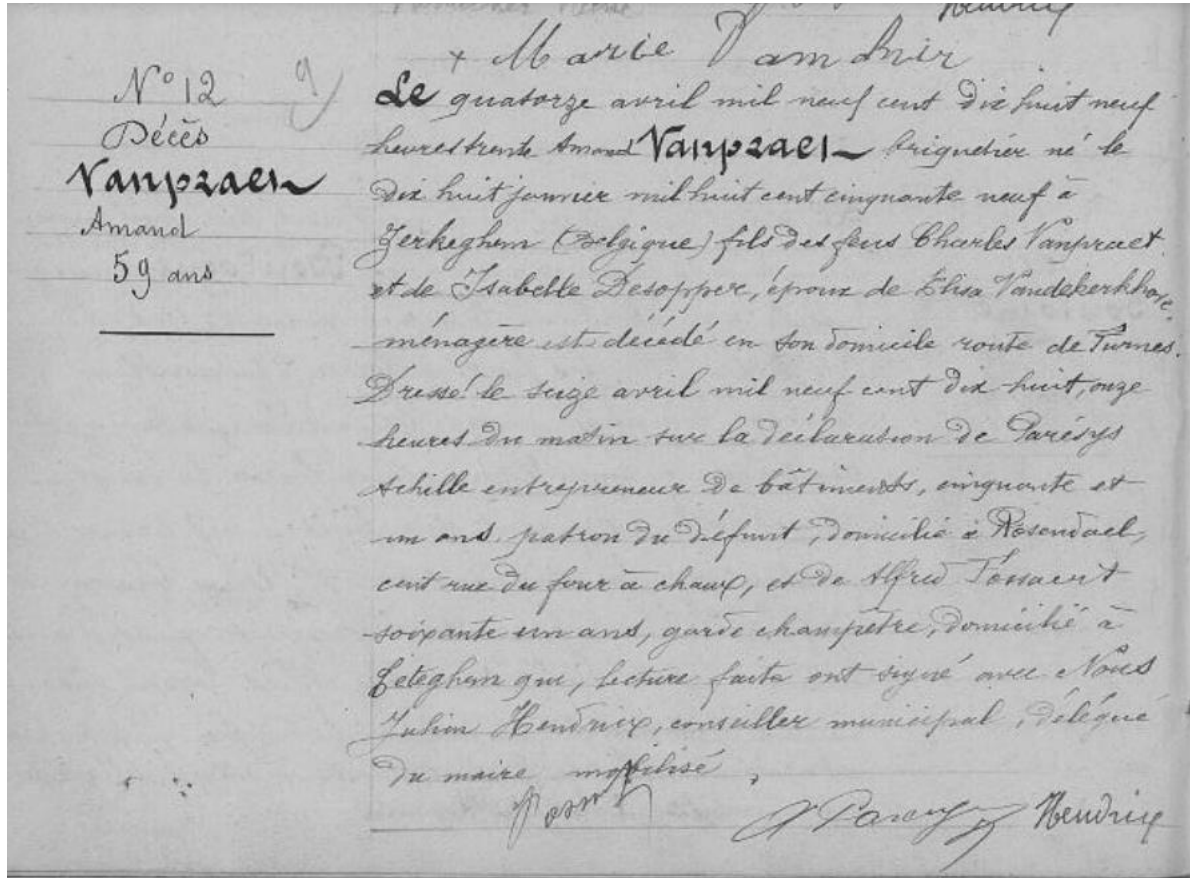 Hendrix
+ Marie
N° 12
Décès
Vanpraet
Amand
59 ans
Le quatorze avril mil neuf cent dix huit neuf
heures trente Amand Vanpraet briquetier né le
dix huit janvier mil huit cent cinquante neuf à
Zerkeghem (Belgique) fils des feus Charles Vanpraet
et de Isabelle Desopper, époux de Elisa Vandekerkhove,
ménagère est décédé en son domicile route de Furnes.
Dressé le seize avril mil neuf cent dix huit, onze
heures du matin sur la déclaration de Parésys
Achille entrepreneur de bâtiments, cinquante et
un ans patron du défunt, domicilié à Rosendael,
cent rue du four à chaux, et de Alfred
soixante un ans, garde champêtre, domicilié à
Téteghem qui, lecture faite ont signé avec Nous
Julien Hendrix, conseiller municipal, délégué
du maire mobilisé
Paresys Hendrix